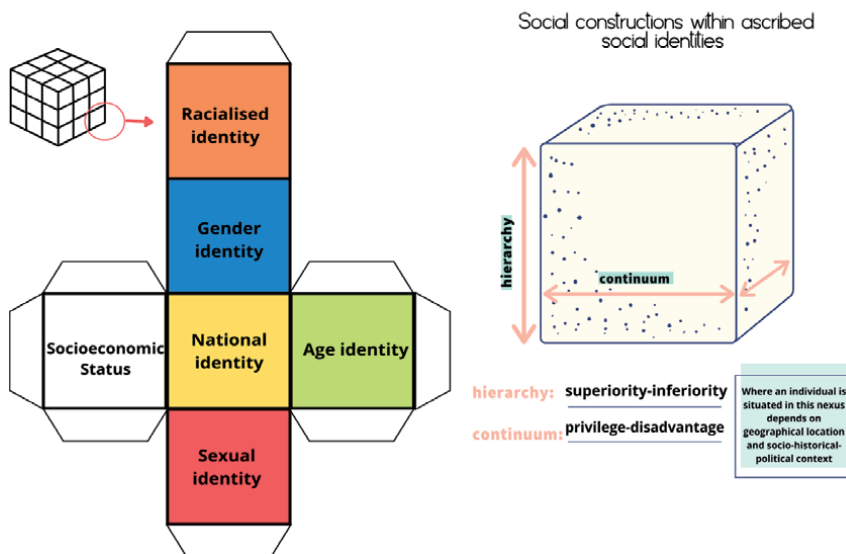 Social constructions within ascribed
social identities
Racialised
identity
Gender
identity
Socioeconomic
Status
National
identity
Age identity
Sexual
identity
hierarchy
continuum
hierarchy: superiority-inferiority
continuum: privilege-disadvantage
Where an individual is
situated in this nexus
depends on
geographical location
and socio-historical-
political context